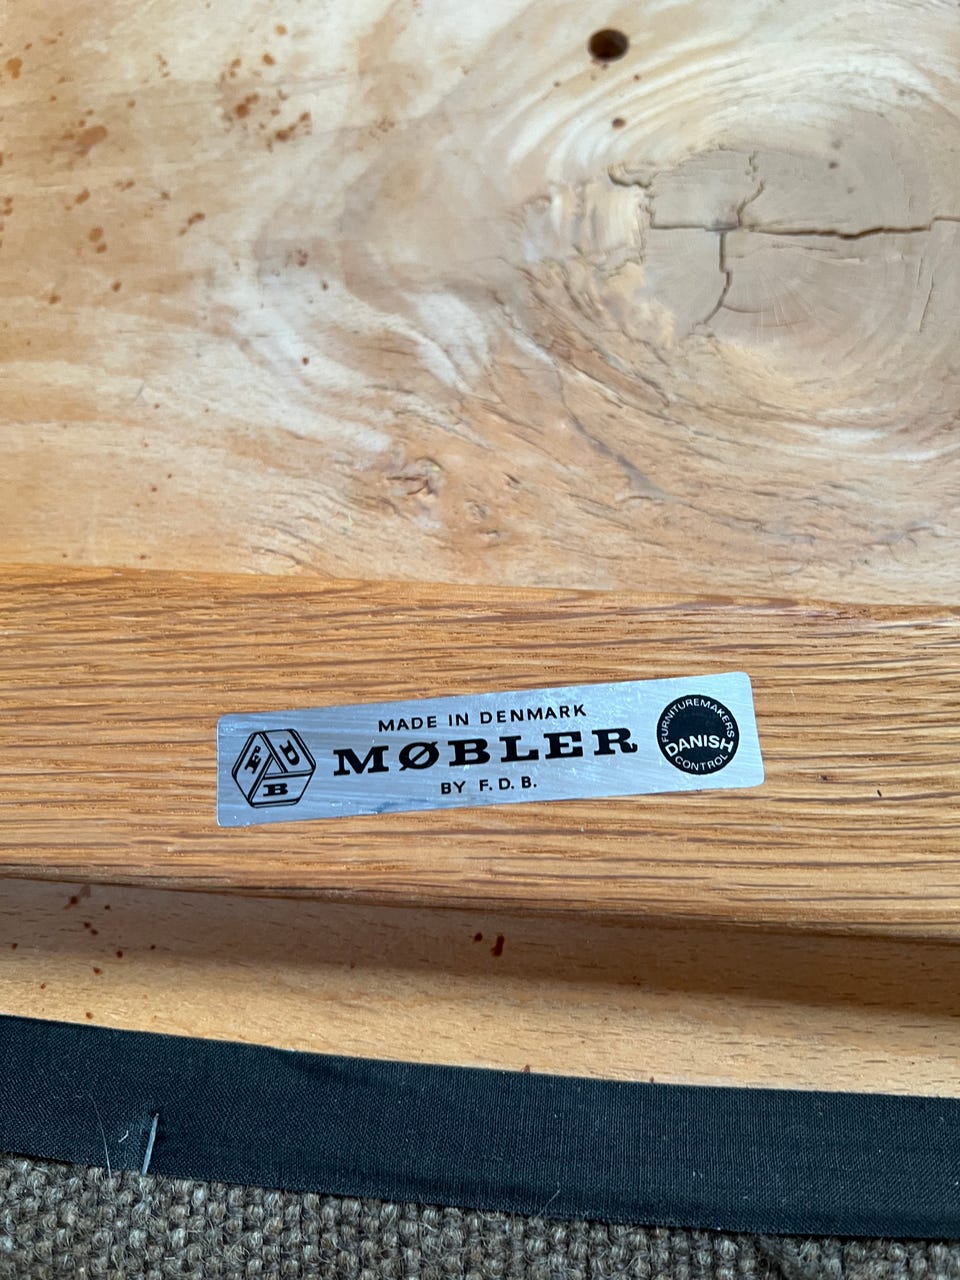 F D B
MADE IN DENMARK
MØBLER
BY F. D. B.
FURNITUREMAKERS
DANISH
CONTROL